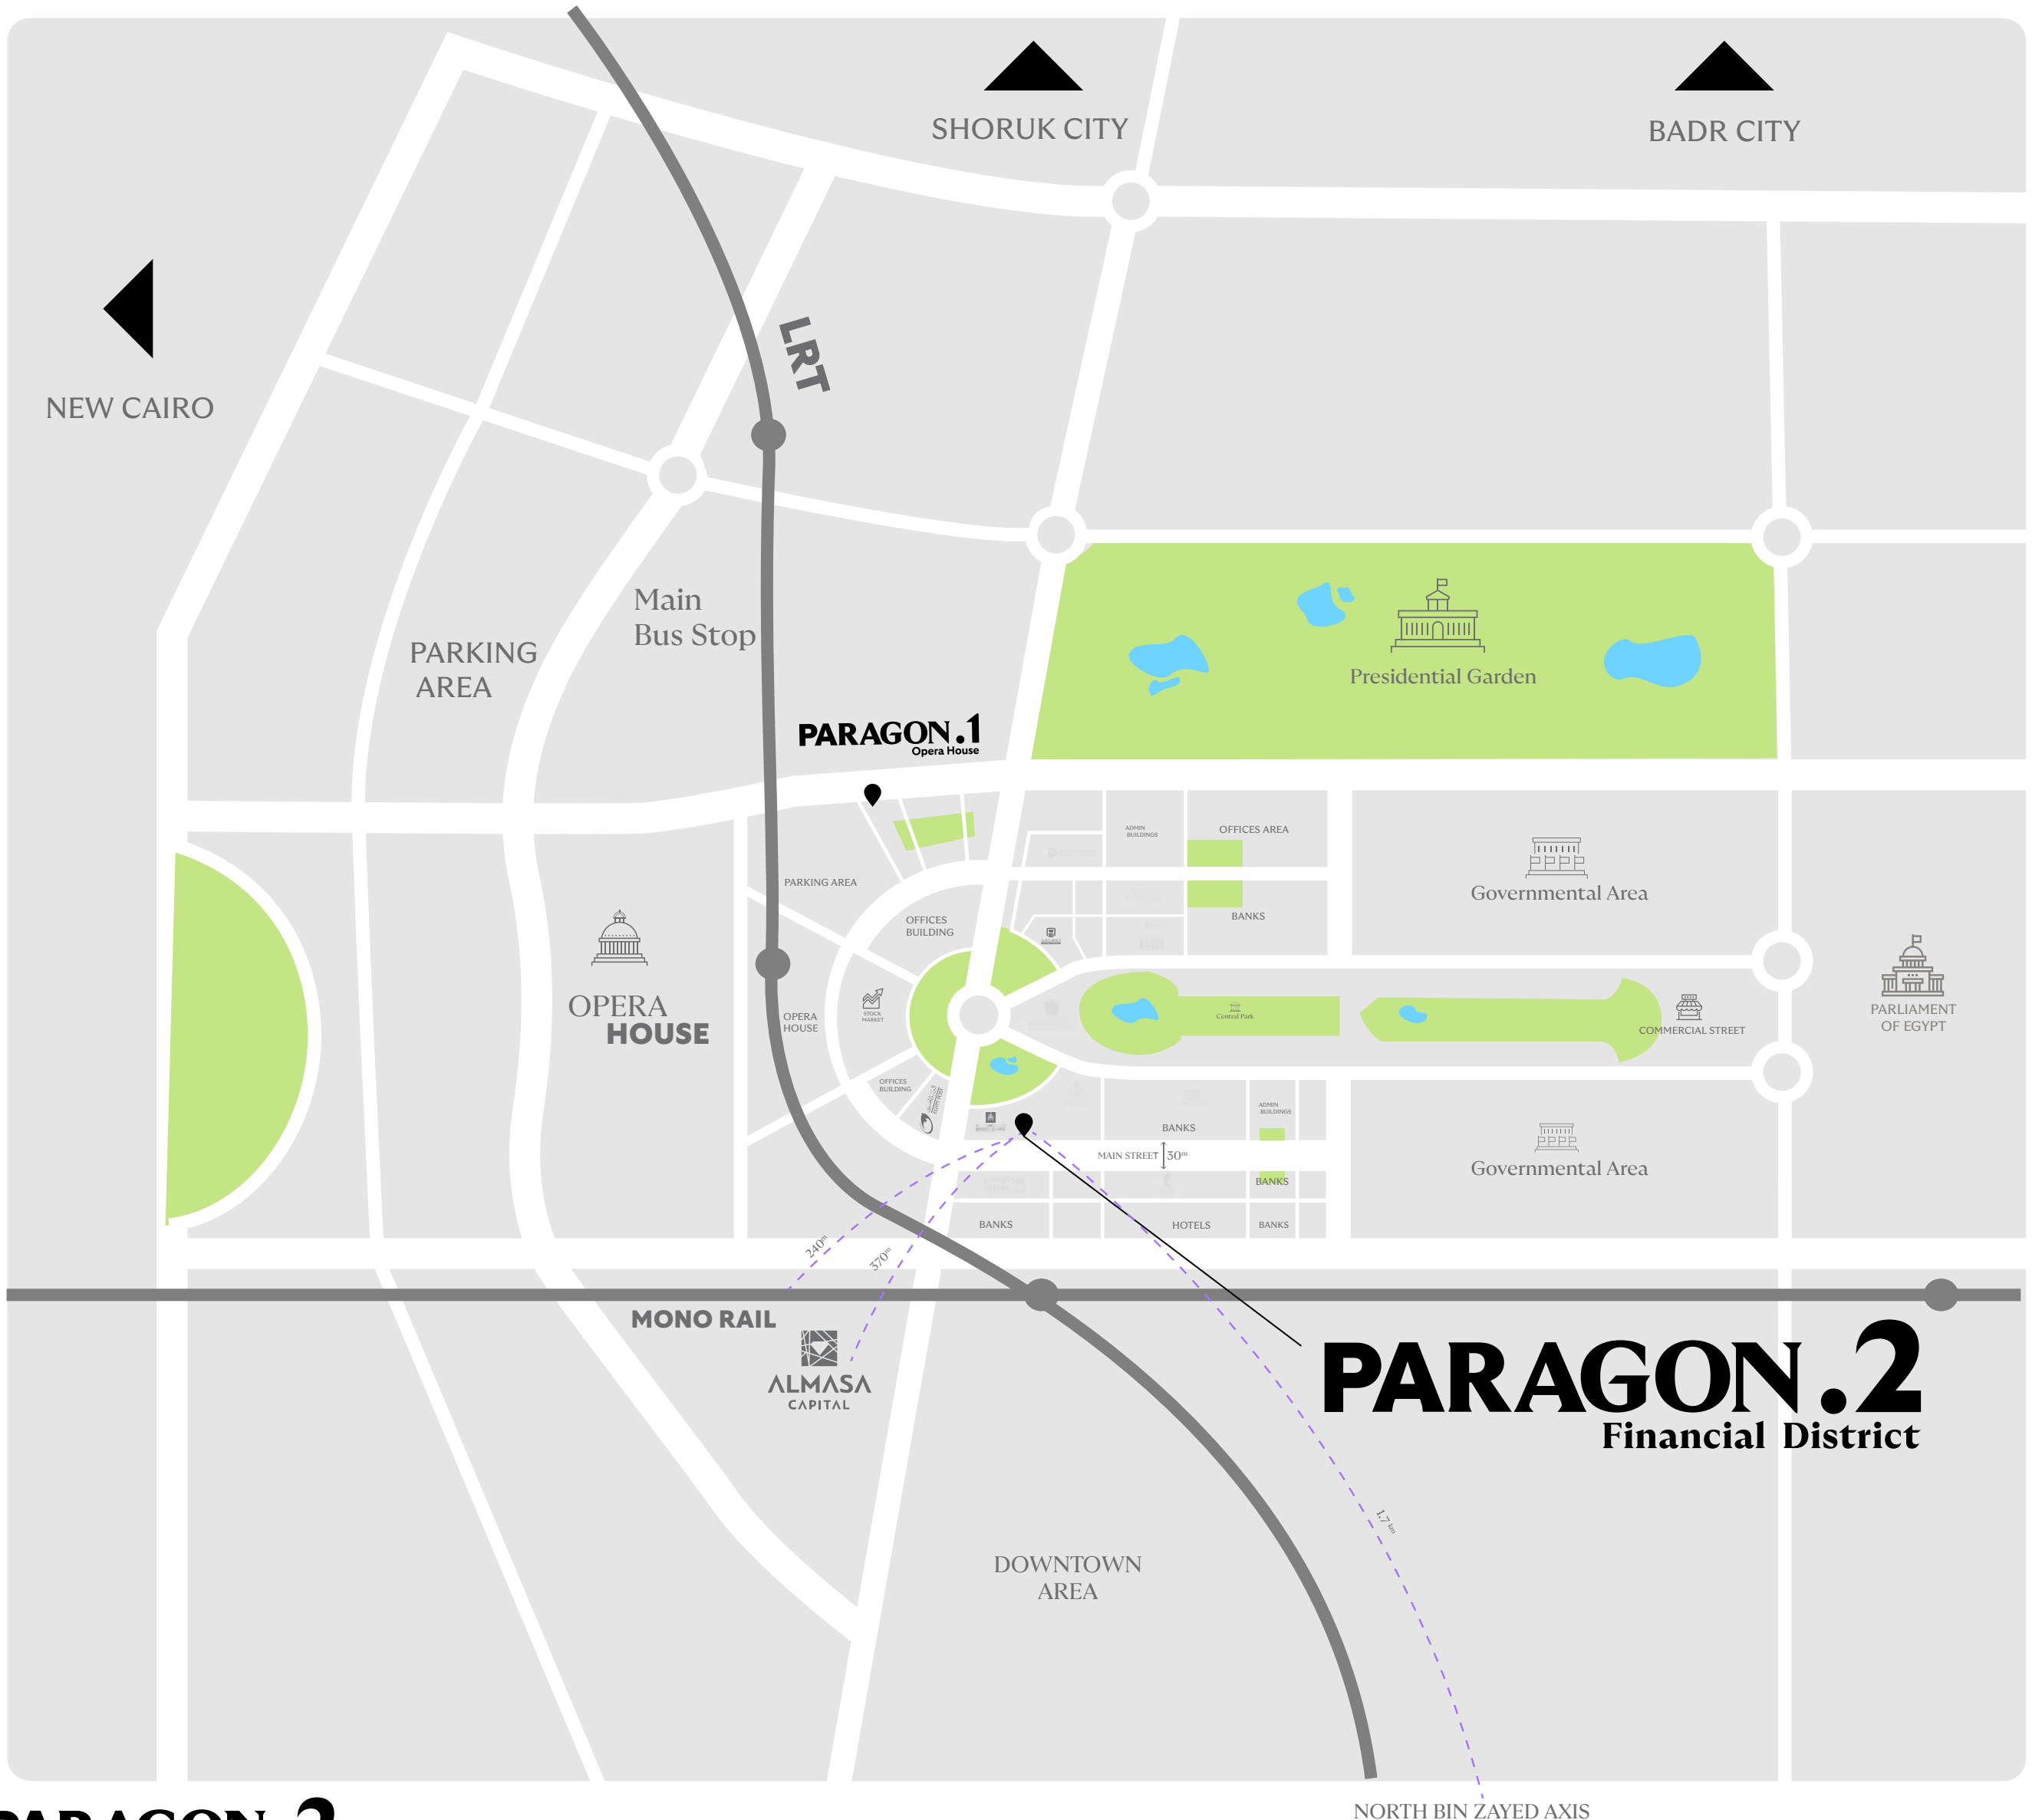 SHORUK CITY
BADR CITY
NEW CAIRO
LRT
Main
Bus Stop
PARKING
AREA
Presidential Garden
PARAGON.1
Opera House
ADMIN
BUILDINGS
OFFICES AREA
PARKING AREA
Governmental Area
OFFICES
BUILDING
BANKS
OPERA
HOUSE
STOCK
MARKET
OPERA
HOUSE
Central Park
COMMERCIAL STREET
PARLIAMENT
OF EGYPT
OFFICES
BUILDING
EGYPT POST
ADMIN
BUILDINGS
BANKS
MAIN STREET
30m
Governmental Area
BANKS
BANKS
HOTELS
BANKS
240m
370m
MONO RAIL
ALMASA
CAPITAL
PARAGON.2
Financial District
1.7 km
DOWNTOWN
AREA
NORTH BIN ZAYED AXIS